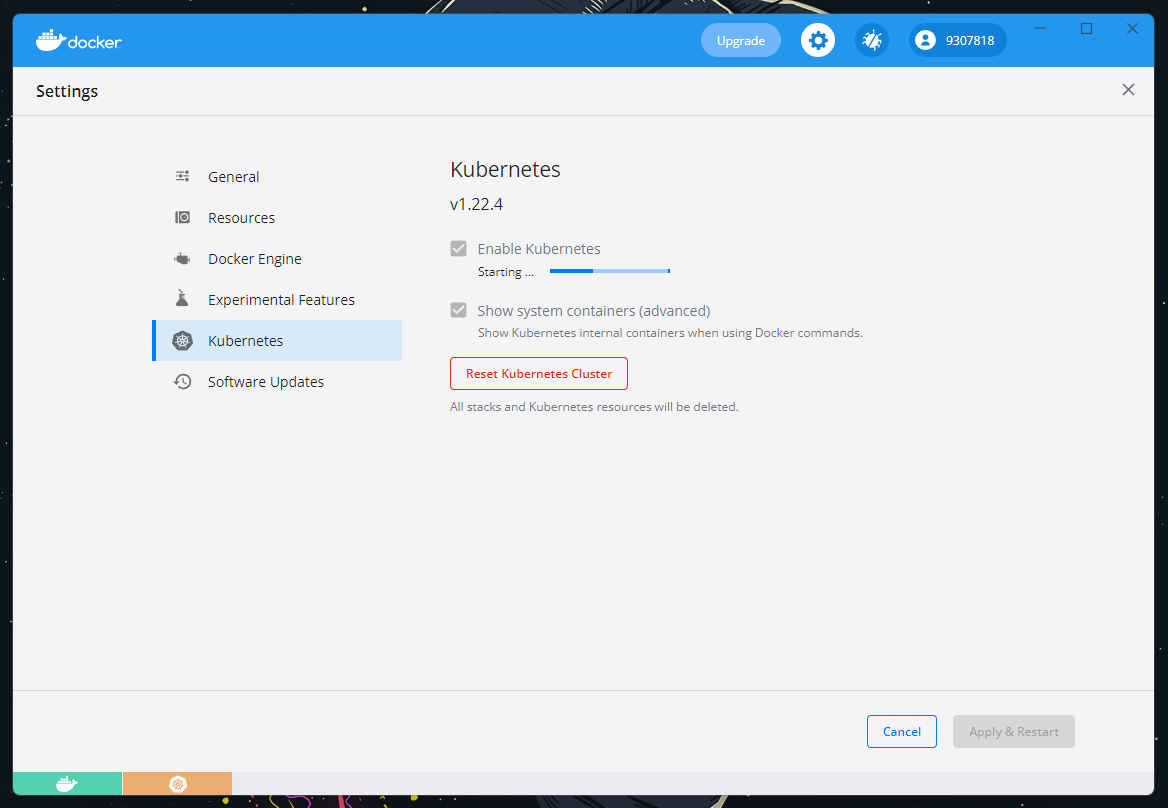 docker
Upgrade
9307818
Settings
General
Resources
Docker Engine
Experimental Features
Kubernetes
Software Updates
Kubernetes
v1.22.4
Enable Kubernetes
Starting ...
Show system containers (advanced)
Show Kubernetes internal containers when using Docker commands.
Reset Kubernetes Cluster
All stacks and Kubernetes resources will be deleted.
Cancel
Apply & Restart